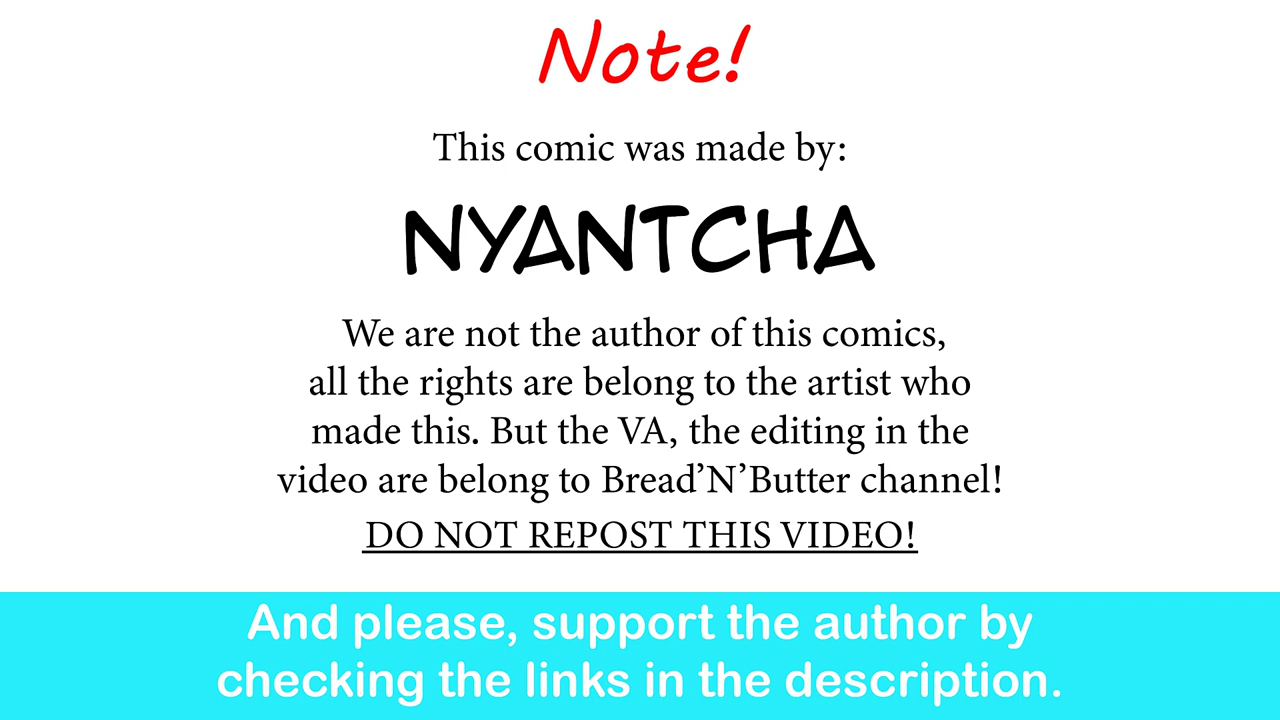 Note!
This comic was made by:
NYANTCHA
We are not the author of this comics,
all the rights are belong to the artist who
made this. But the VA, the editing in the
video are belong to Bread’N’Butter channel!
DO NOT REPOST THIS VIDEO!
And please, support the author by
checking the links in the description.